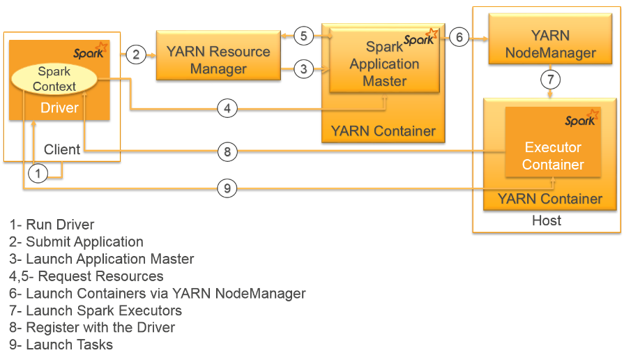 Spark
Spark
Context
Driver
Client
1
2
YARN Resource
Manager
5
3
4
Spark
Spark
Application
Master
YARN Container
6
YARN
NodeManager
7
Spark
Executor
Container
YARN Container
Host
8
9
1- Run Driver
2- Submit Application
3- Launch Application Master
4,5- Request Resources
6- Launch Containers via YARN NodeManager
7- Launch Spark Executors
8- Register with the Driver
9- Launch Tasks